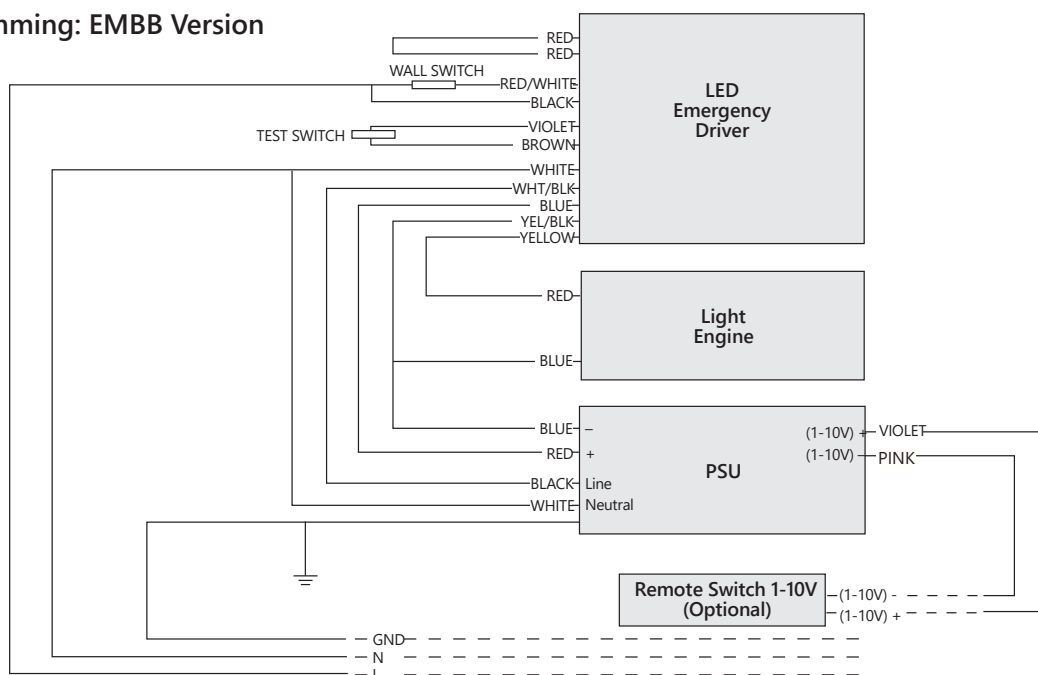 mming: EMBB Version
RED
RED
WALL SWITCH
RED/WHITE
BLACK
LED
Emergency
Driver
TEST SWITCH
VIOLET
BROWN
WHITE
WHT/BLK
BLUE
YEL/BLK
YELLOW
RED
Light
Engine
BLUE
BLUE –
RED +
BLACK Line
WHITE Neutral
PSU
(1-10V) + VIOLET
(1-10V) – PINK
Remote Switch 1-10V
(Optional)
(1-10V) -
(1-10V) +
GND
N